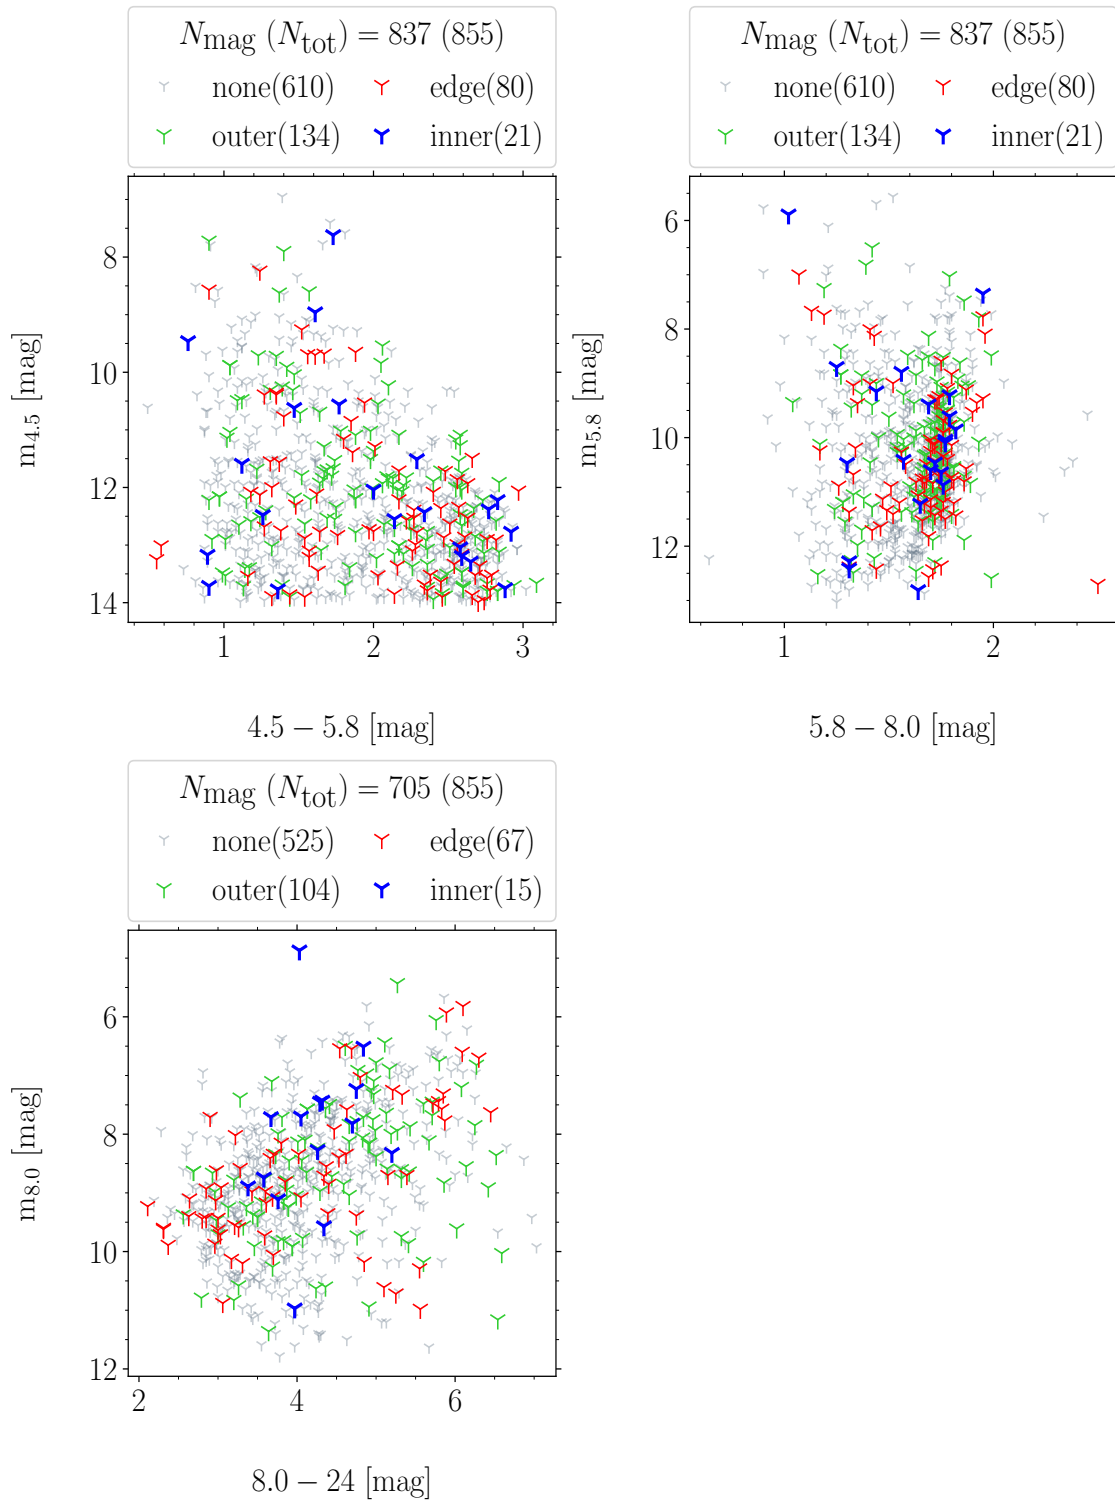 N_mag (N_tot) = 837 (855)
none(610) edge(80)
outer(134) inner(21)
8
10
12
14
1 2 3
m_4.5 [mag]
4.5 − 5.8 [mag]
N_mag (N_tot) = 837 (855)
none(610) edge(80)
outer(134) inner(21)
6
8
10
12
1 2
m_5.8 [mag]
5.8 − 8.0 [mag]
N_mag (N_tot) = 705 (855)
none(525) edge(67)
outer(104) inner(15)
6
8
10
12
2 4 6
m_8.0 [mag]
8.0 − 24 [mag]